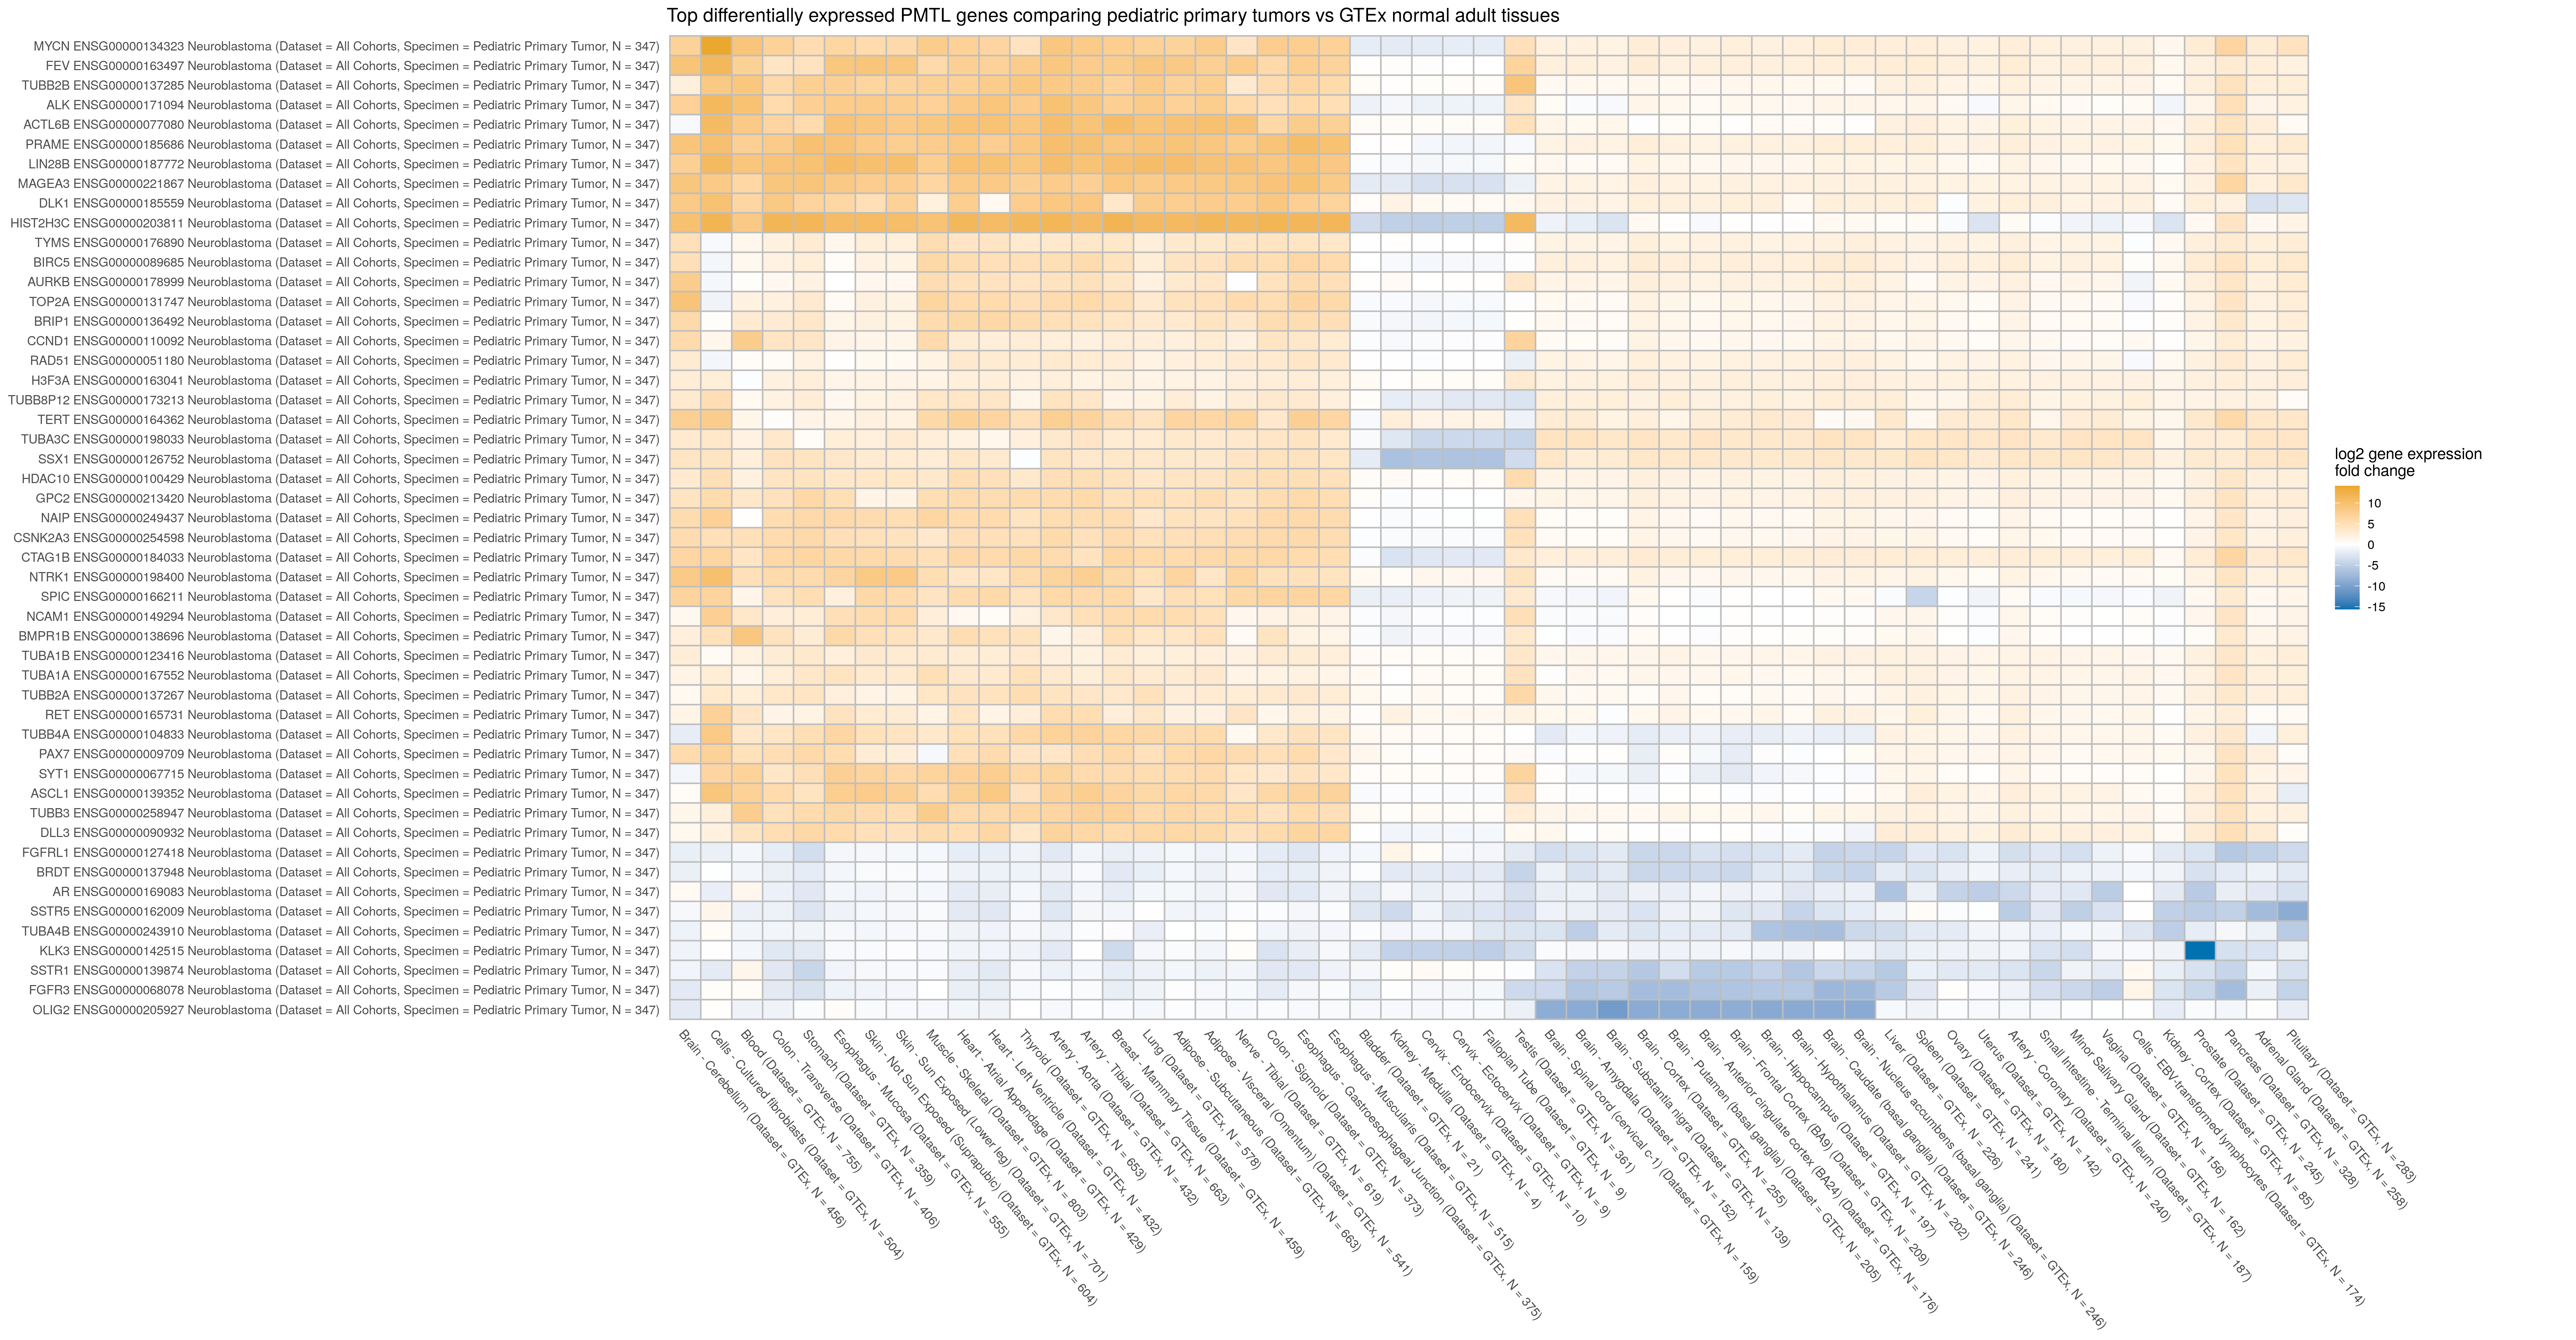 Top differentially expressed PMTL genes comparing pediatric primary tumors vs GTEx normal adult tissues
MYCN ENSG00000134323 Neuroblastoma (Dataset = All Cohorts, Specimen = Pediatric Primary Tumor, N = 347)
FEV ENSG00000163497 Neuroblastoma (Dataset = All Cohorts, Specimen = Pediatric Primary Tumor, N = 347)
TUBB2B ENSG00000137285 Neuroblastoma (Dataset = All Cohorts, Specimen = Pediatric Primary Tumor, N = 347)
ALK ENSG00000171094 Neuroblastoma (Dataset = All Cohorts, Specimen = Pediatric Primary Tumor, N = 347)
ACTL6B ENSG00000077080 Neuroblastoma (Dataset = All Cohorts, Specimen = Pediatric Primary Tumor, N = 347)
PRAME ENSG00000185686 Neuroblastoma (Dataset = All Cohorts, Specimen = Pediatric Primary Tumor, N = 347)
LIN28B ENSG00000187772 Neuroblastoma (Dataset = All Cohorts, Specimen = Pediatric Primary Tumor, N = 347)
MAGEA3 ENSG00000221867 Neuroblastoma (Dataset = All Cohorts, Specimen = Pediatric Primary Tumor, N = 347)
DLK1 ENSG00000185559 Neuroblastoma (Dataset = All Cohorts, Specimen = Pediatric Primary Tumor, N = 347)
HIST2H3C ENSG00000203811 Neuroblastoma (Dataset = All Cohorts, Specimen = Pediatric Primary Tumor, N = 347)
TYMS ENSG00000176890 Neuroblastoma (Dataset = All Cohorts, Specimen = Pediatric Primary Tumor, N = 347)
BIRC5 ENSG00000089685 Neuroblastoma (Dataset = All Cohorts, Specimen = Pediatric Primary Tumor, N = 347)
AURKB ENSG00000178999 Neuroblastoma (Dataset = All Cohorts, Specimen = Pediatric Primary Tumor, N = 347)
TOP2A ENSG00000131747 Neuroblastoma (Dataset = All Cohorts, Specimen = Pediatric Primary Tumor, N = 347)
BRIP1 ENSG00000136492 Neuroblastoma (Dataset = All Cohorts, Specimen = Pediatric Primary Tumor, N = 347)
CCND1 ENSG00000110092 Neuroblastoma (Dataset = All Cohorts, Specimen = Pediatric Primary Tumor, N = 347)
RAD51 ENSG00000051180 Neuroblastoma (Dataset = All Cohorts, Specimen = Pediatric Primary Tumor, N = 347)
H3F3A ENSG00000163041 Neuroblastoma (Dataset = All Cohorts, Specimen = Pediatric Primary Tumor, N = 347)
TUBB8P12 ENSG00000173213 Neuroblastoma (Dataset = All Cohorts, Specimen = Pediatric Primary Tumor, N = 347)
TERT ENSG00000164362 Neuroblastoma (Dataset = All Cohorts, Specimen = Pediatric Primary Tumor, N = 347)
TUBA3C ENSG00000198033 Neuroblastoma (Dataset = All Cohorts, Specimen = Pediatric Primary Tumor, N = 347)
SSX1 ENSG00000126752 Neuroblastoma (Dataset = All Cohorts, Specimen = Pediatric Primary Tumor, N = 347)
HDAC10 ENSG00000100429 Neuroblastoma (Dataset = All Cohorts, Specimen = Pediatric Primary Tumor, N = 347)
GPC2 ENSG00000213420 Neuroblastoma (Dataset = All Cohorts, Specimen = Pediatric Primary Tumor, N = 347)
NAIP ENSG00000249437 Neuroblastoma (Dataset = All Cohorts, Specimen = Pediatric Primary Tumor, N = 347)
CSNK2A3 ENSG00000254598 Neuroblastoma (Dataset = All Cohorts, Specimen = Pediatric Primary Tumor, N = 347)
CTAG1B ENSG00000184033 Neuroblastoma (Dataset = All Cohorts, Specimen = Pediatric Primary Tumor, N = 347)
NTRK1 ENSG00000198400 Neuroblastoma (Dataset = All Cohorts, Specimen = Pediatric Primary Tumor, N = 347)
SPIC ENSG00000166211 Neuroblastoma (Dataset = All Cohorts, Specimen = Pediatric Primary Tumor, N = 347)
NCAM1 ENSG00000149294 Neuroblastoma (Dataset = All Cohorts, Specimen = Pediatric Primary Tumor, N = 347)
BMPR1B ENSG00000138696 Neuroblastoma (Dataset = All Cohorts, Specimen = Pediatric Primary Tumor, N = 347)
TUBA1B ENSG00000123416 Neuroblastoma (Dataset = All Cohorts, Specimen = Pediatric Primary Tumor, N = 347)
TUBA1A ENSG00000167552 Neuroblastoma (Dataset = All Cohorts, Specimen = Pediatric Primary Tumor, N = 347)
TUBB2A ENSG00000137267 Neuroblastoma (Dataset = All Cohorts, Specimen = Pediatric Primary Tumor, N = 347)
RET ENSG00000165731 Neuroblastoma (Dataset = All Cohorts, Specimen = Pediatric Primary Tumor, N = 347)
TUBB4A ENSG00000104833 Neuroblastoma (Dataset = All Cohorts, Specimen = Pediatric Primary Tumor, N = 347)
PAX7 ENSG00000009709 Neuroblastoma (Dataset = All Cohorts, Specimen = Pediatric Primary Tumor, N = 347)
SYT1 ENSG00000067715 Neuroblastoma (Dataset = All Cohorts, Specimen = Pediatric Primary Tumor, N = 347)
ASCL1 ENSG00000139352 Neuroblastoma (Dataset = All Cohorts, Specimen = Pediatric Primary Tumor, N = 347)
TUBB3 ENSG00000258947 Neuroblastoma (Dataset = All Cohorts, Specimen = Pediatric Primary Tumor, N = 347)
DLL3 ENSG00000090932 Neuroblastoma (Dataset = All Cohorts, Specimen = Pediatric Primary Tumor, N = 347)
FGFRL1 ENSG00000127418 Neuroblastoma (Dataset = All Cohorts, Specimen = Pediatric Primary Tumor, N = 347)
BRDT ENSG00000137948 Neuroblastoma (Dataset = All Cohorts, Specimen = Pediatric Primary Tumor, N = 347)
AR ENSG00000169083 Neuroblastoma (Dataset = All Cohorts, Specimen = Pediatric Primary Tumor, N = 347)
SSTR5 ENSG00000162009 Neuroblastoma (Dataset = All Cohorts, Specimen = Pediatric Primary Tumor, N = 347)
TUBA4B ENSG00000243910 Neuroblastoma (Dataset = All Cohorts, Specimen = Pediatric Primary Tumor, N = 347)
KLK3 ENSG00000142515 Neuroblastoma (Dataset = All Cohorts, Specimen = Pediatric Primary Tumor, N = 347)
SSTR1 ENSG00000139874 Neuroblastoma (Dataset = All Cohorts, Specimen = Pediatric Primary Tumor, N = 347)
FGFR3 ENSG00000068078 Neuroblastoma (Dataset = All Cohorts, Specimen = Pediatric Primary Tumor, N = 347)
OLIG2 ENSG00000205927 Neuroblastoma (Dataset = All Cohorts, Specimen = Pediatric Primary Tumor, N = 347)
Brain - Cerebellum (Dataset = GTEx, N = 456)
Cells - Cultured fibroblasts (Dataset = GTEx, N = 504)
Blood (Dataset = GTEx, N = 755)
Colon - Transverse (Dataset = GTEx, N = 406)
Stomach (Dataset = GTEx, N = 359)
Esophagus - Mucosa (Dataset = GTEx, N = 555)
Skin - Not Sun Exposed (Suprapubic) (Dataset = GTEx, N = 604)
Skin - Sun Exposed (Lower leg) (Dataset = GTEx, N = 701)
Muscle - Skeletal (Dataset = GTEx, N = 803)
Heart - Atrial Appendage (Dataset = GTEx, N = 429)
Heart - Left Ventricle (Dataset = GTEx, N = 432)
Thyroid (Dataset = GTEx, N = 653)
Artery - Aorta (Dataset = GTEx, N = 432)
Artery - Tibial (Dataset = GTEx, N = 663)
Breast - Mammary Tissue (Dataset = GTEx, N = 459)
Lung (Dataset = GTEx, N = 578)
Adipose - Subcutaneous (Dataset = GTEx, N = 663)
Adipose - Visceral (Omentum) (Dataset = GTEx, N = 541)
Nerve - Tibial (Dataset = GTEx, N = 619)
Colon - Sigmoid (Dataset = GTEx, N = 373)
Esophagus - Gastroesophageal Junction (Dataset = GTEx, N = 375)
Esophagus - Muscularis (Dataset = GTEx, N = 515)
Bladder (Dataset = GTEx, N = 21)
Kidney - Medulla (Dataset = GTEx, N = 4)
Cervix - Endocervix (Dataset = GTEx, N = 10)
Cervix - Ectocervix (Dataset = GTEx, N = 9)
Fallopian Tube (Dataset = GTEx, N = 9)
Testis (Dataset = GTEx, N = 361)
Brain - Spinal cord (cervical c-1) (Dataset = GTEx, N = 159)
Brain - Amygdala (Dataset = GTEx, N = 152)
Brain - Substantia nigra (Dataset = GTEx, N = 139)
Brain - Cortex (Dataset = GTEx, N = 255)
Brain - Putamen (basal ganglia) (Dataset = GTEx, N = 205)
Brain - Anterior cingulate cortex (BA24) (Dataset = GTEx, N = 176)
Brain - Frontal Cortex (BA9) (Dataset = GTEx, N = 209)
Brain - Hippocampus (Dataset = GTEx, N = 197)
Brain - Hypothalamus (Dataset = GTEx, N = 202)
Brain - Caudate (basal ganglia) (Dataset = GTEx, N = 246)
Brain - Nucleus accumbens (basal ganglia) (Dataset = GTEx, N = 246)
Liver (Dataset = GTEx, N = 226)
Spleen (Dataset = GTEx, N = 241)
Ovary (Dataset = GTEx, N = 180)
Uterus (Dataset = GTEx, N = 142)
Artery - Coronary (Dataset = GTEx, N = 240)
Small Intestine - Terminal Ileum (Dataset = GTEx, N = 187)
Minor Salivary Gland (Dataset = GTEx, N = 162)
Vagina (Dataset = GTEx, N = 156)
Cells - EBV-transformed lymphocytes (Dataset = GTEx, N = 174)
Kidney - Cortex (Dataset = GTEx, N = 85)
Prostate (Dataset = GTEx, N = 245)
Pancreas (Dataset = GTEx, N = 328)
Adrenal Gland (Dataset = GTEx, N = 258)
Pituitary (Dataset = GTEx, N = 283)
log2 gene expression
fold change
10
5
0
-5
-10
-15